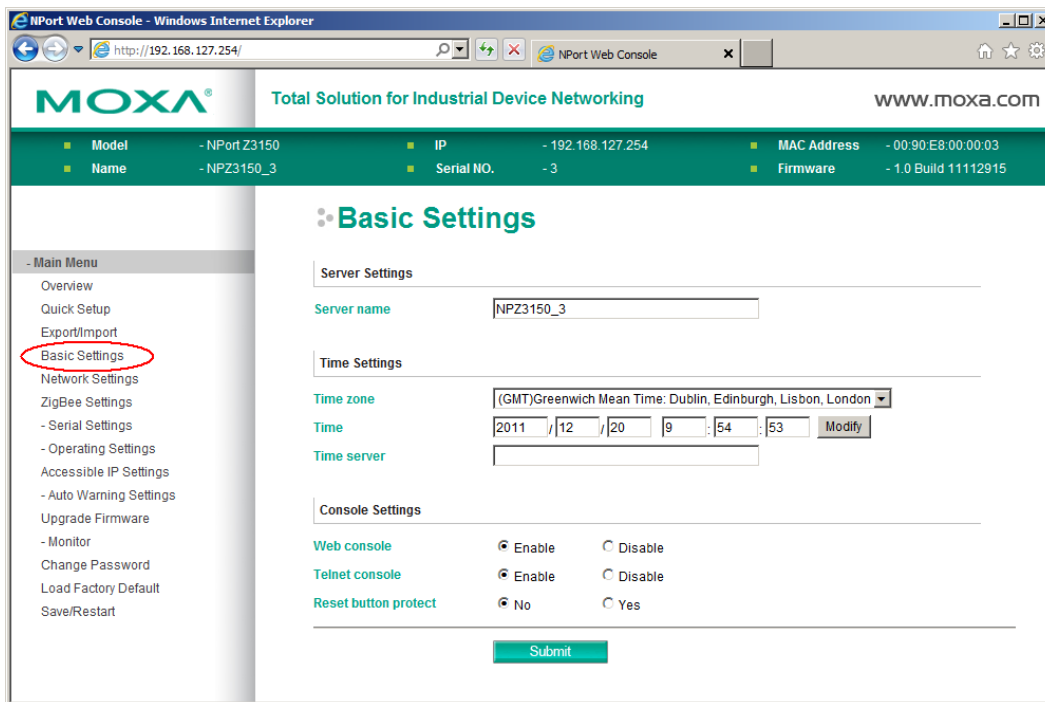 NPort Web Console - Windows Internet Explorer
http://192.168.127.254/
NPort Web Console
MOXA®
Total Solution for Industrial Device Networking
www.moxa.com
Model - NPort Z3150
IP - 192.168.127.254
MAC Address - 00:90:E8:00:00:03
Name - NPZ3150_3
Serial NO. - 3
Firmware - 1.0 Build 11112915
- Main Menu
Overview
Quick Setup
Export/Import
Basic Settings
Network Settings
ZigBee Settings
- Serial Settings
- Operating Settings
Accessible IP Settings
- Auto Warning Settings
Upgrade Firmware
- Monitor
Change Password
Load Factory Default
Save/Restart
Basic Settings
Server Settings
Server name NPZ3150_3
Time Settings
Time zone (GMT)Greenwich Mean Time: Dublin, Edinburgh, Lisbon, London
Time 2011 / 12 / 20 9 : 54 : 53 Modify
Time server
Console Settings
Web console Enable Disable
Telnet console Enable Disable
Reset button protect No Yes
Submit